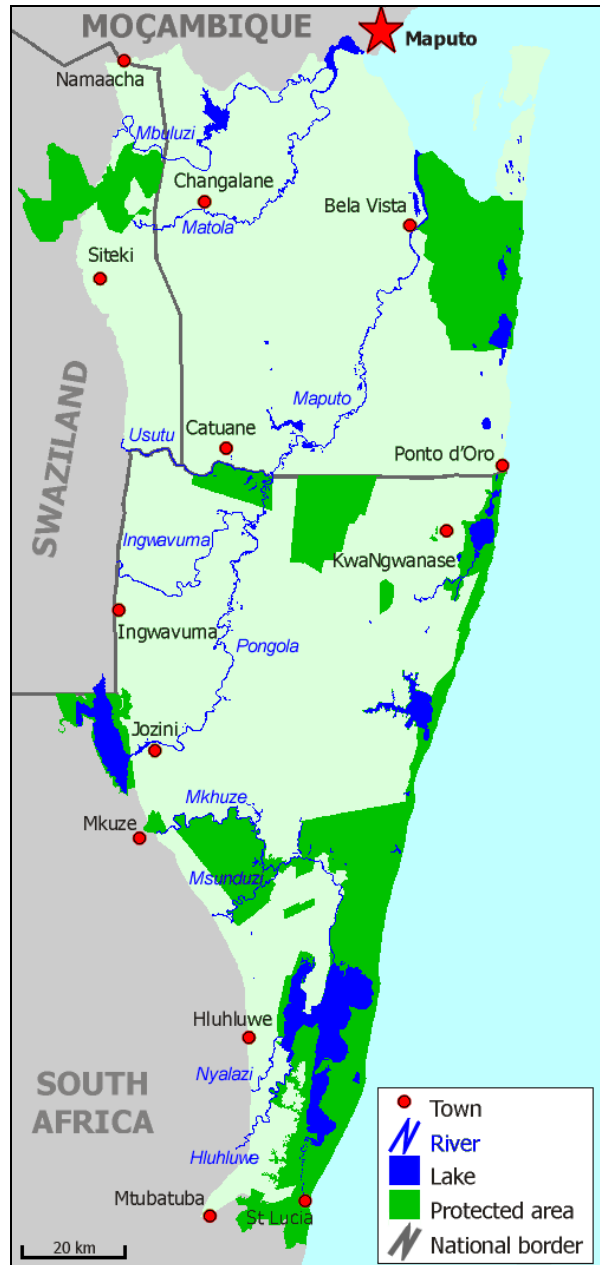 MOÇAMBIQUE
Maputo
Namaacha
Mbuluzi
Changalane
Bela Vista
Matola
Siteki
SWAZILAND
Maputo
Usutu
Catuane
Ponto d'Oro
Ingwavuma
KwaNgwanase
Ingwavuma
Pongola
Jozini
Mkhuze
Mkuze
Msunduzi
Hluhluwe
Nyalazi
SOUTH
AFRICA
Hluhluwe
Mtubatuba
St Lucia
Town
River
Lake
Protected area
National border
20 km